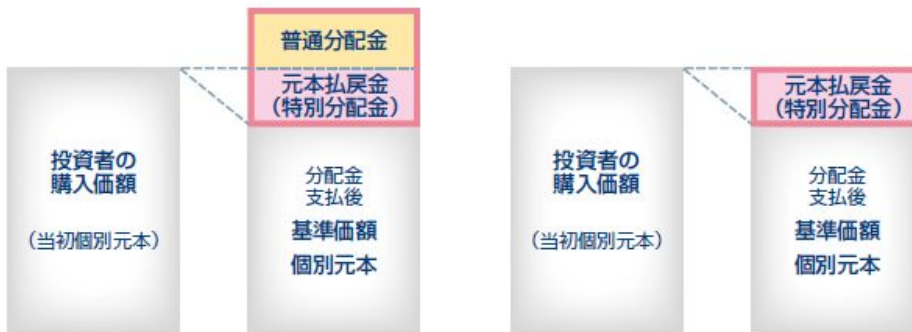 普通分配金
元本払戻金
（特別分配金）
投資者の
購入価額
（当初個別元本）
分配金
支払後
基準価額
個別元本
元本払戻金
（特別分配金）
投資者の
購入価額
（当初個別元本）
分配金
支払後
基準価額
個別元本